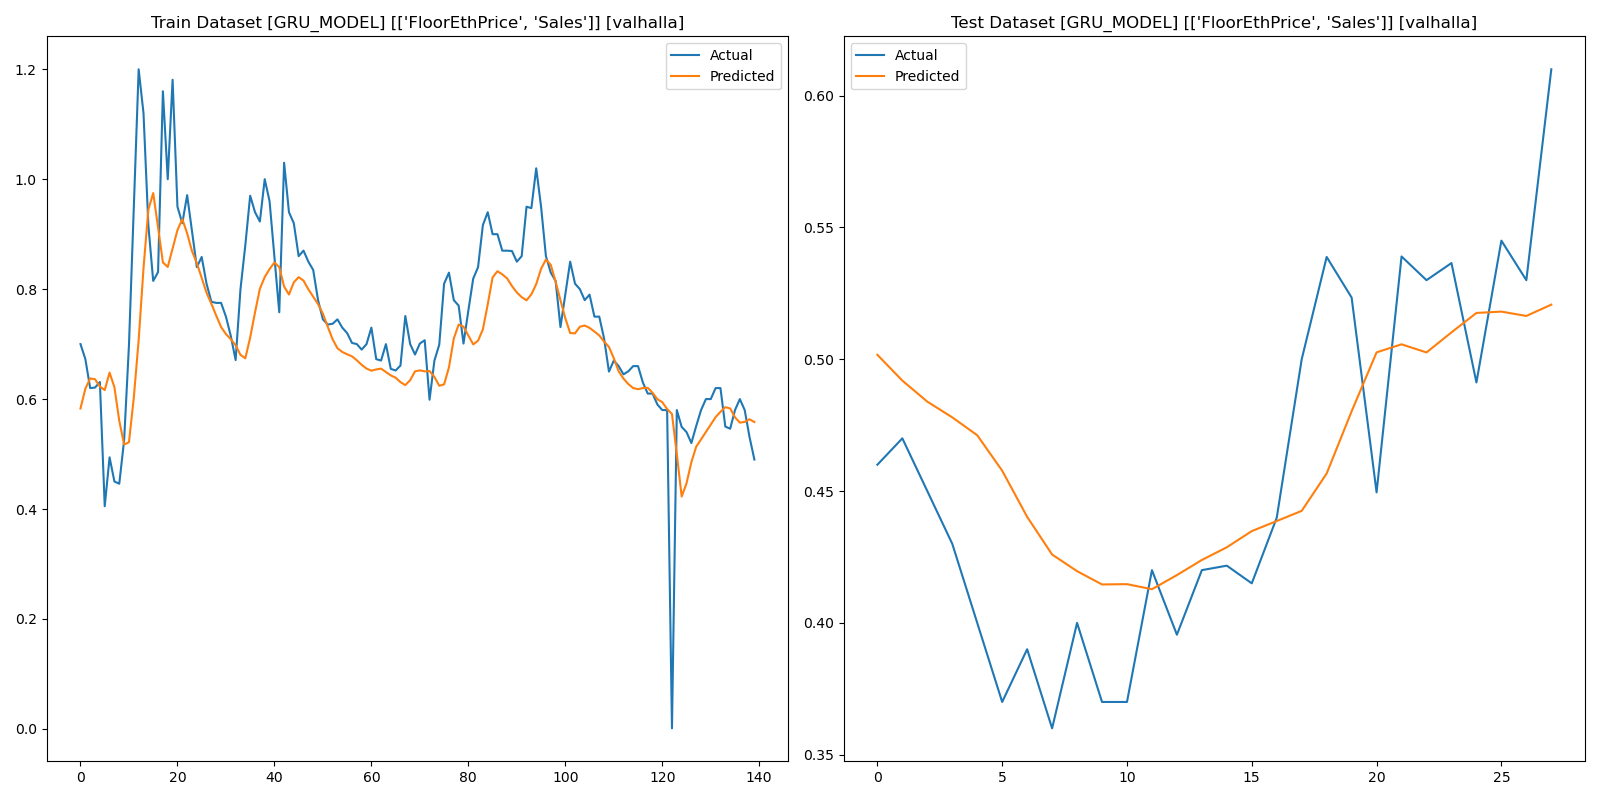 Train Dataset [GRU_MODEL] [['FloorEthPrice', 'Sales']] [valhalla]
Actual
Predicted
1.2
1.0
0.8
0.6
0.4
0.2
0.0
0 20 40 60 80 100 120 140
Test Dataset [GRU_MODEL] [['FloorEthPrice', 'Sales']] [valhalla]
Actual
Predicted
0.60
0.55
0.50
0.45
0.40
0.35
0 5 10 15 20 25